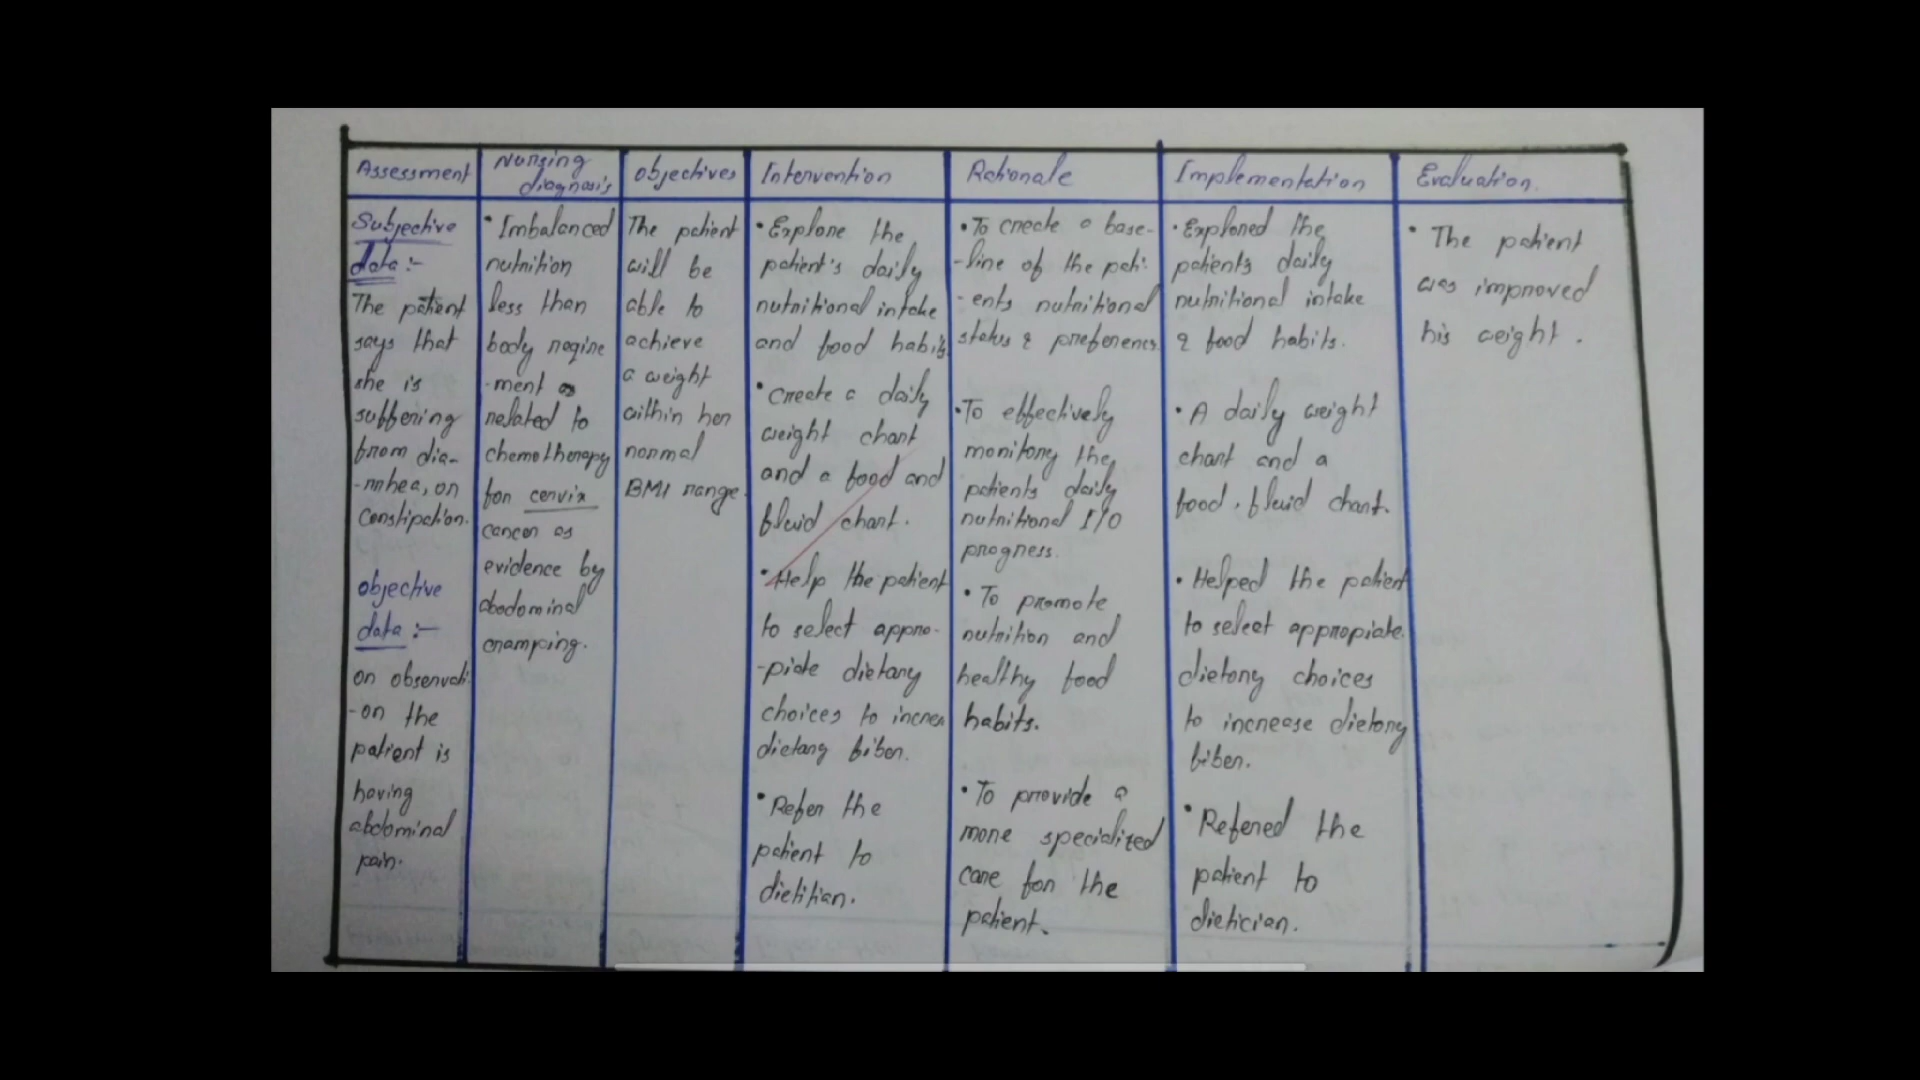 Assessment
Subjective
data :-
The patient
says that
she is
suffering
from dia-
-rrhea, or
constipation.
objective
data :-
on observati
-on the
patient is
having
abdominal
pain.
Nursing
diagnosis
• Imbalanced
nutrition
less than
body reqire
-ment
related to
chemotherapy
for cervix
cancer as
evidence by
abodominal
cramping.
objectives
The patient
will be
able to
achieve
a weight
within her
normal
BMI range.
Intervention
• Explore the
patient's daily
nutritional intake
and food habits
• Create a daily
weight chart
and a food and
fluid chart.
• Help the patient
to select appro-
-piate dietary
choices to increa
dietary fiber.
• Refer the
patient to
dietitian.
Rationale
• To create a base-
-line of the pati
-ents nutritional
status & preferences
• To effectively
monitory the
patients daily
nutritional I/O
progress.
• To promote
nutrition and
healthy food
habits.
• To provide a
more specialized
care for the
patient.
Implementation
• Explored the
patients daily
nutritional intake
& food habits.
• A daily weight
chart and a
food, fluid chart.
• Helped the patient
to select appropiate
dietary choices
to increase dietary
fiber.
• Refered the
patient to
dietician.
Evaluation.
• The patient
was improved
his weight.